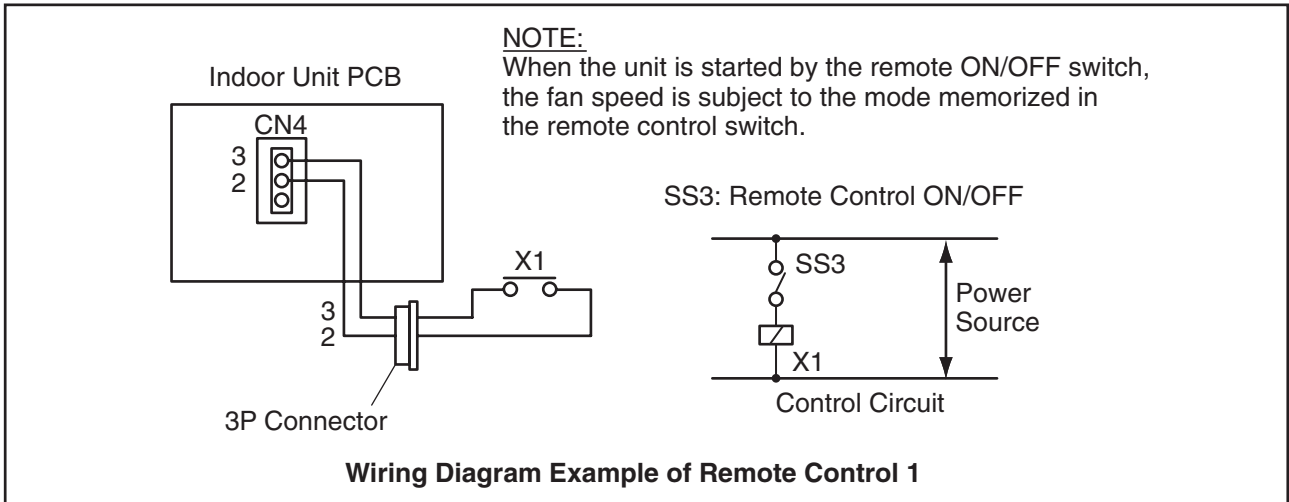 NOTE:
When the unit is started by the remote ON/OFF switch,
the fan speed is subject to the mode memorized in
the remote control switch.
Indoor Unit PCB
CN4
3
2
X1
3
2
3P Connector
SS3: Remote Control ON/OFF
SS3
Power
Source
X1
Control Circuit
Wiring Diagram Example of Remote Control 1